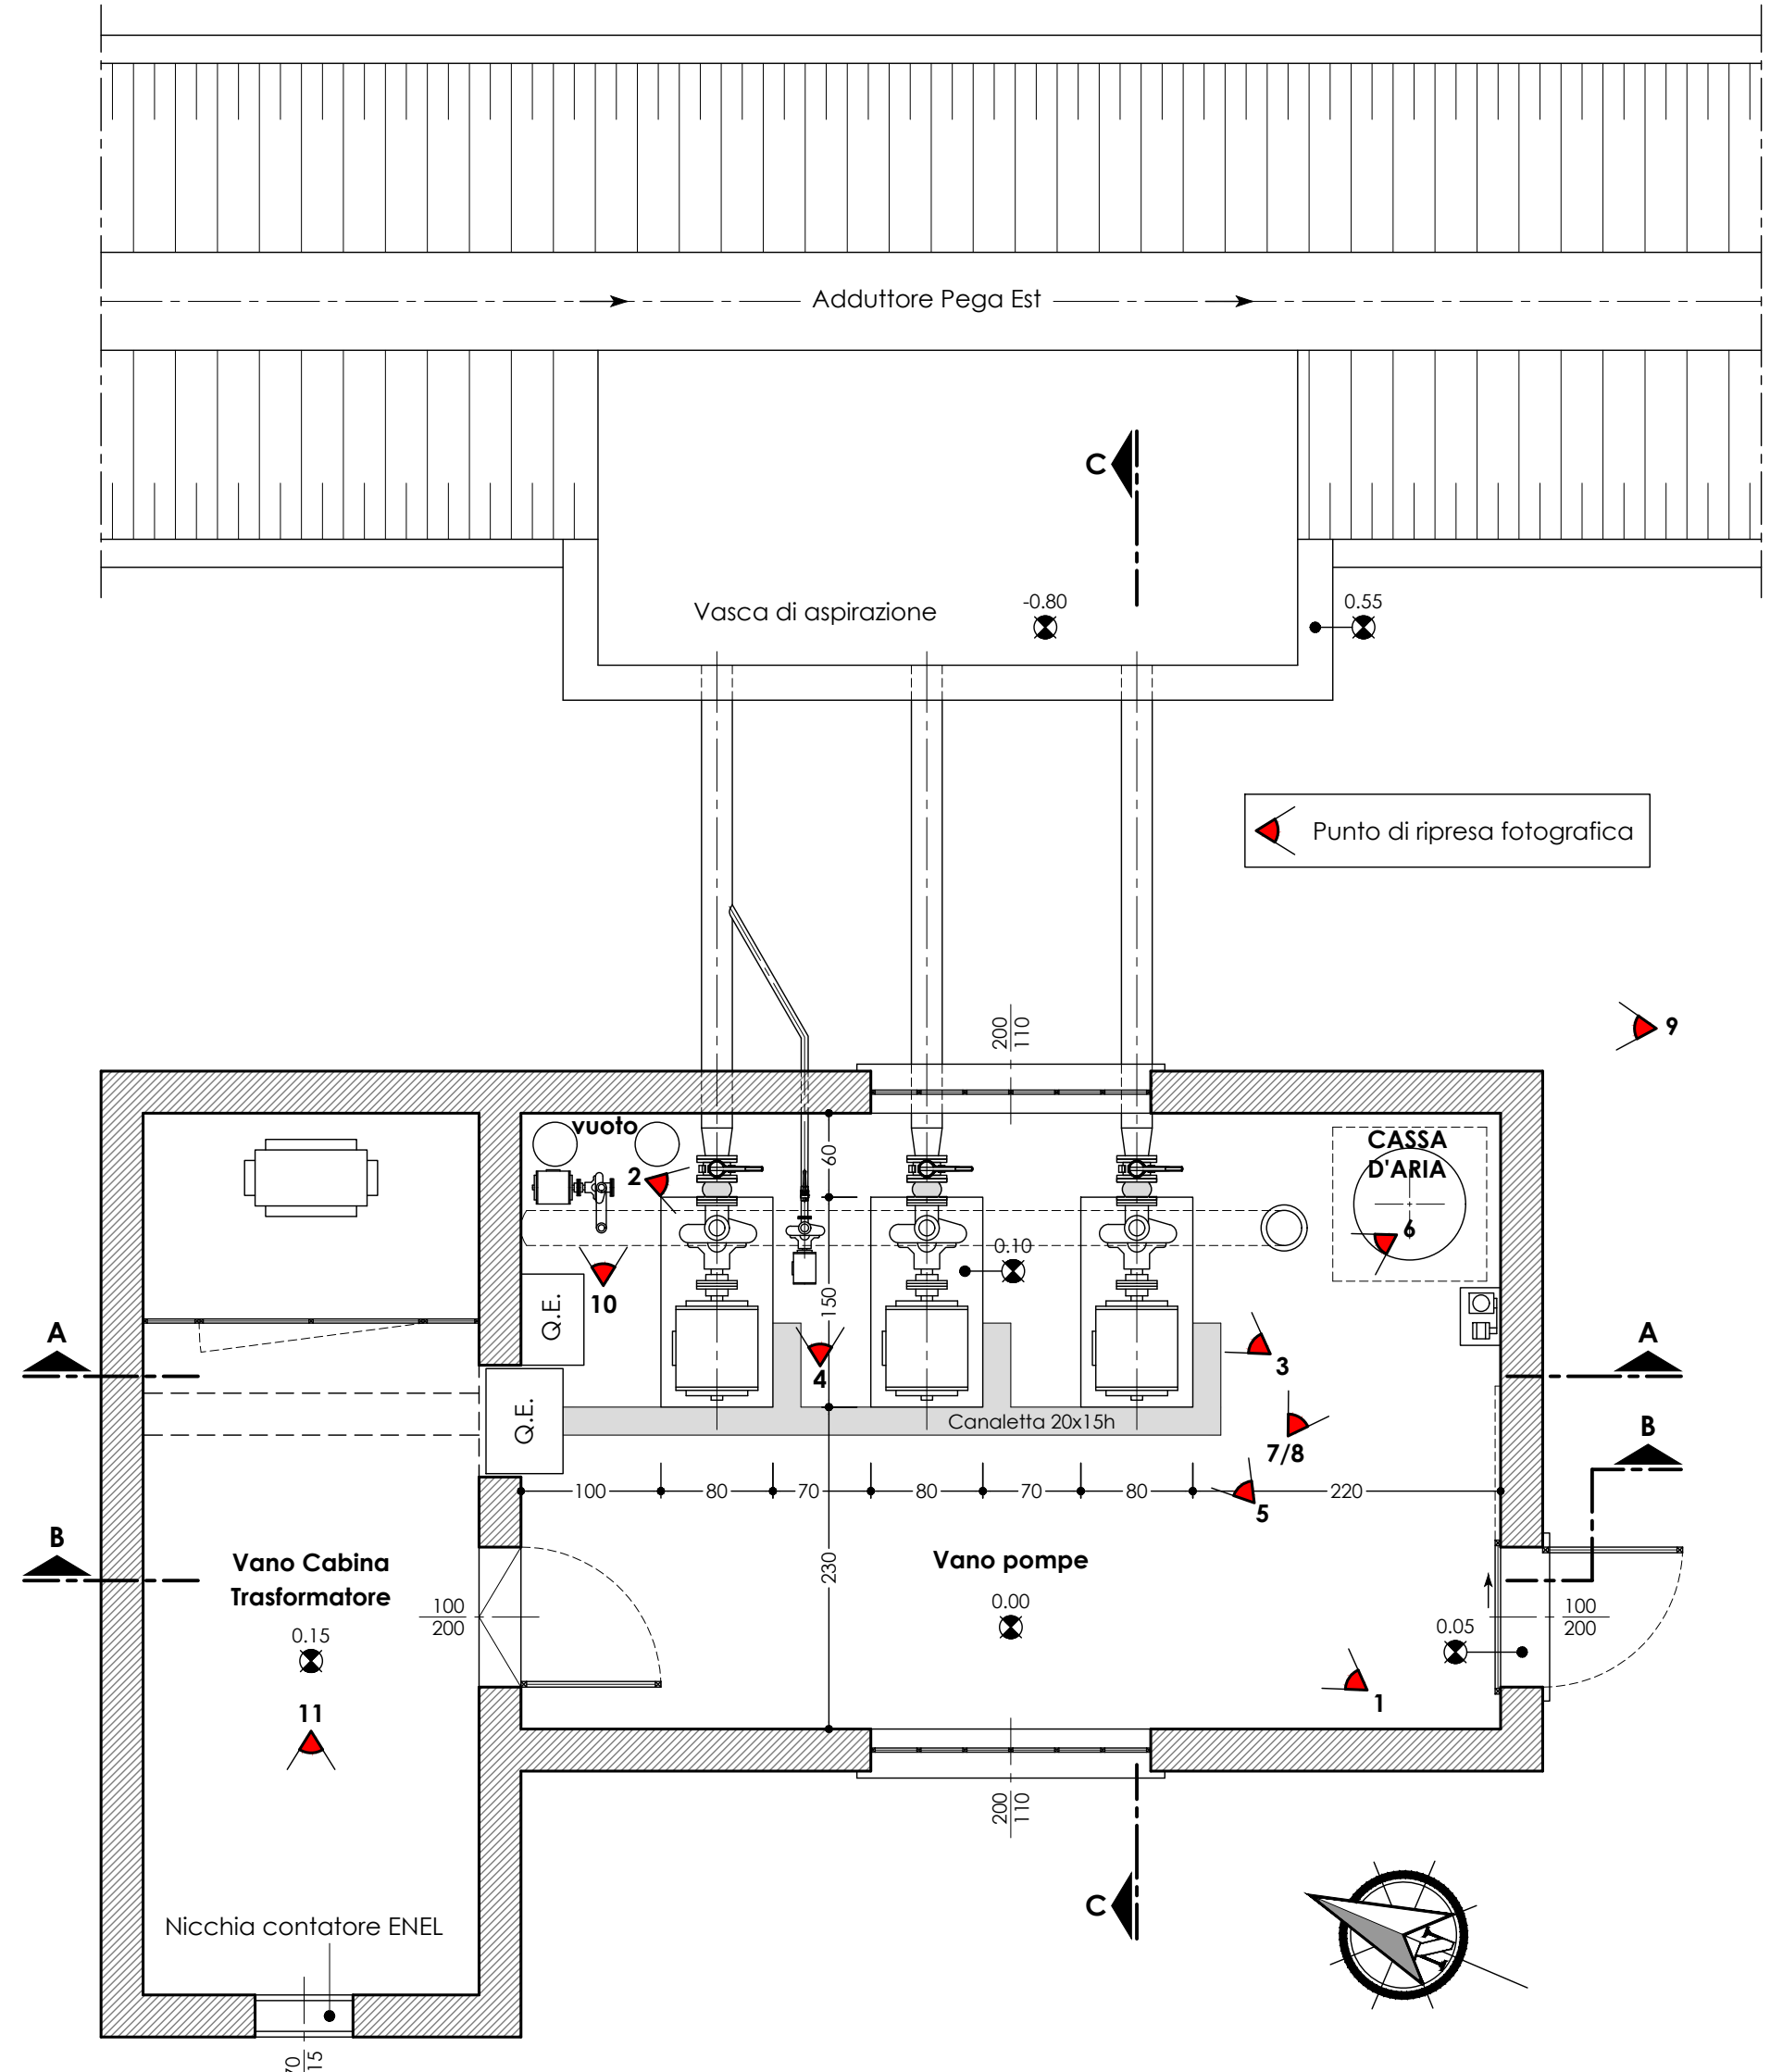 Adduttore Pega Est
C
Vasca di aspirazione
-0.80
0.55
Punto di ripresa fotografica
9
200
110
vuoto
CASSA
D'ARIA
2
60
6
0.10
10
150
Q.E.
A
A
3
4
Q.E.
Canaletta 20x15h
7/8
B
100
80
70
80
70
80
220
5
B
Vano Cabina
Trasformatore
Vano pompe
230
100
200
0.00
0.15
0.05
100
200
1
11
200
110
C
Nicchia contatore ENEL
N
70
15